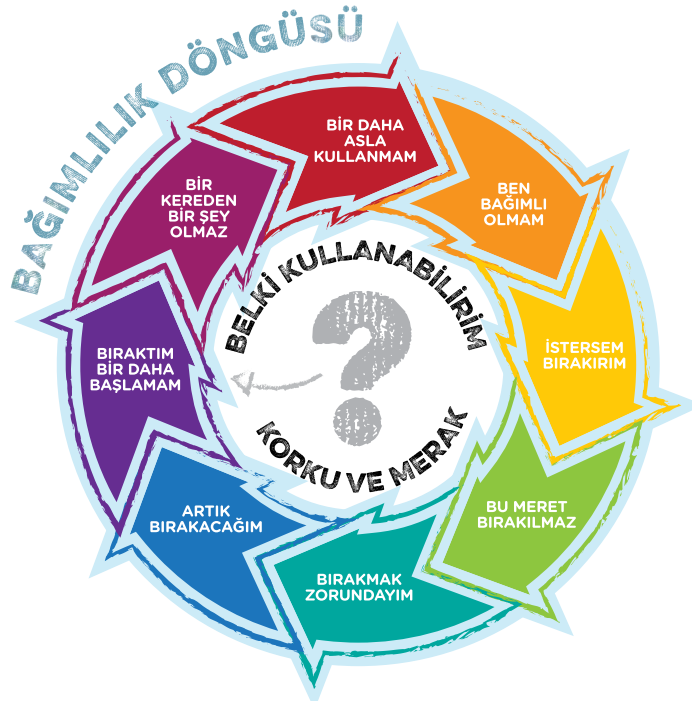 BAĞIMLILIK DÖNGÜSÜ
BİR DAHA
ASLA
KULLANMAM
BEN
BAĞIMLI
OLMAM
İSTERSEM
BIRAKIRIM
BU MERET
BIRAKILMAZ
BIRAKMAK
ZORUNDAYIM
ARTIK
BIRAKACAĞIM
BIRAKTIM
BİR DAHA
BAŞLAMAM
BİR
KEREDEN
BİR ŞEY
OLMAZ
BELKİ KULLANABİLİRİM
?
KORKU VE MERAK